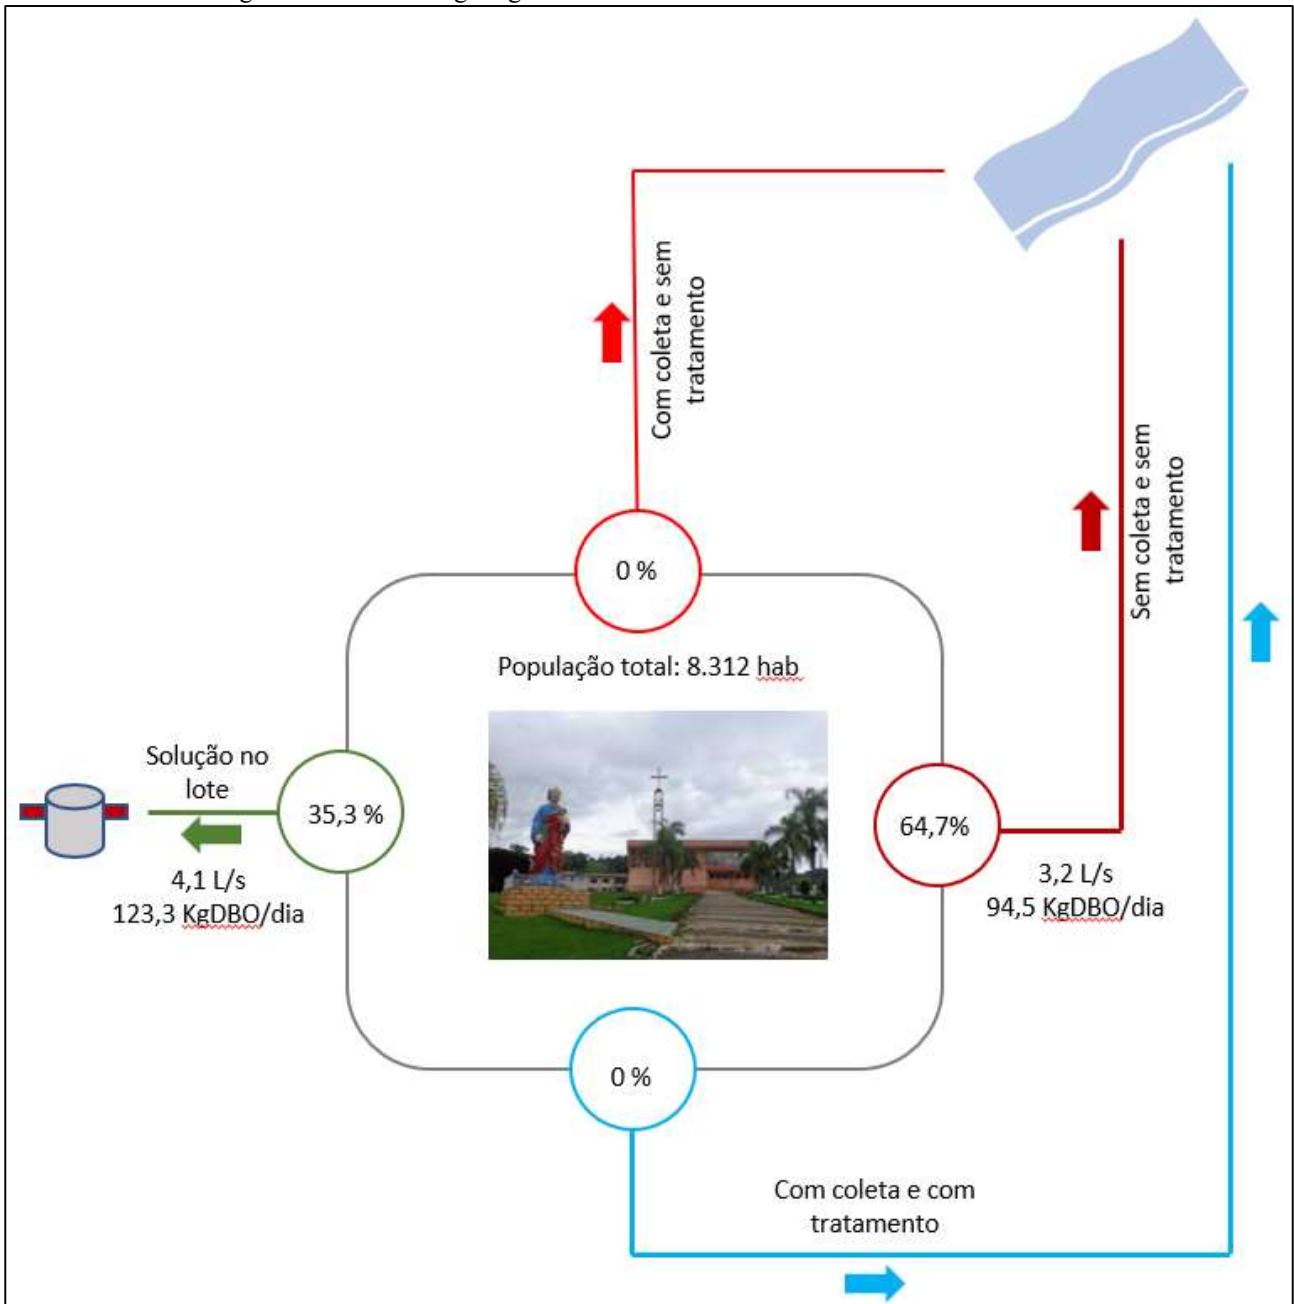 Com coleta e sem
tratamento
Sem coleta e sem
tratamento
0 %
População total: 8.312 hab
Solução no
lote
35,3 %
4,1 L/s
123,3 KgDBO/dia
64,7%
3,2 L/s
94,5 KgDBO/dia
0 %
Com coleta e com
tratamento